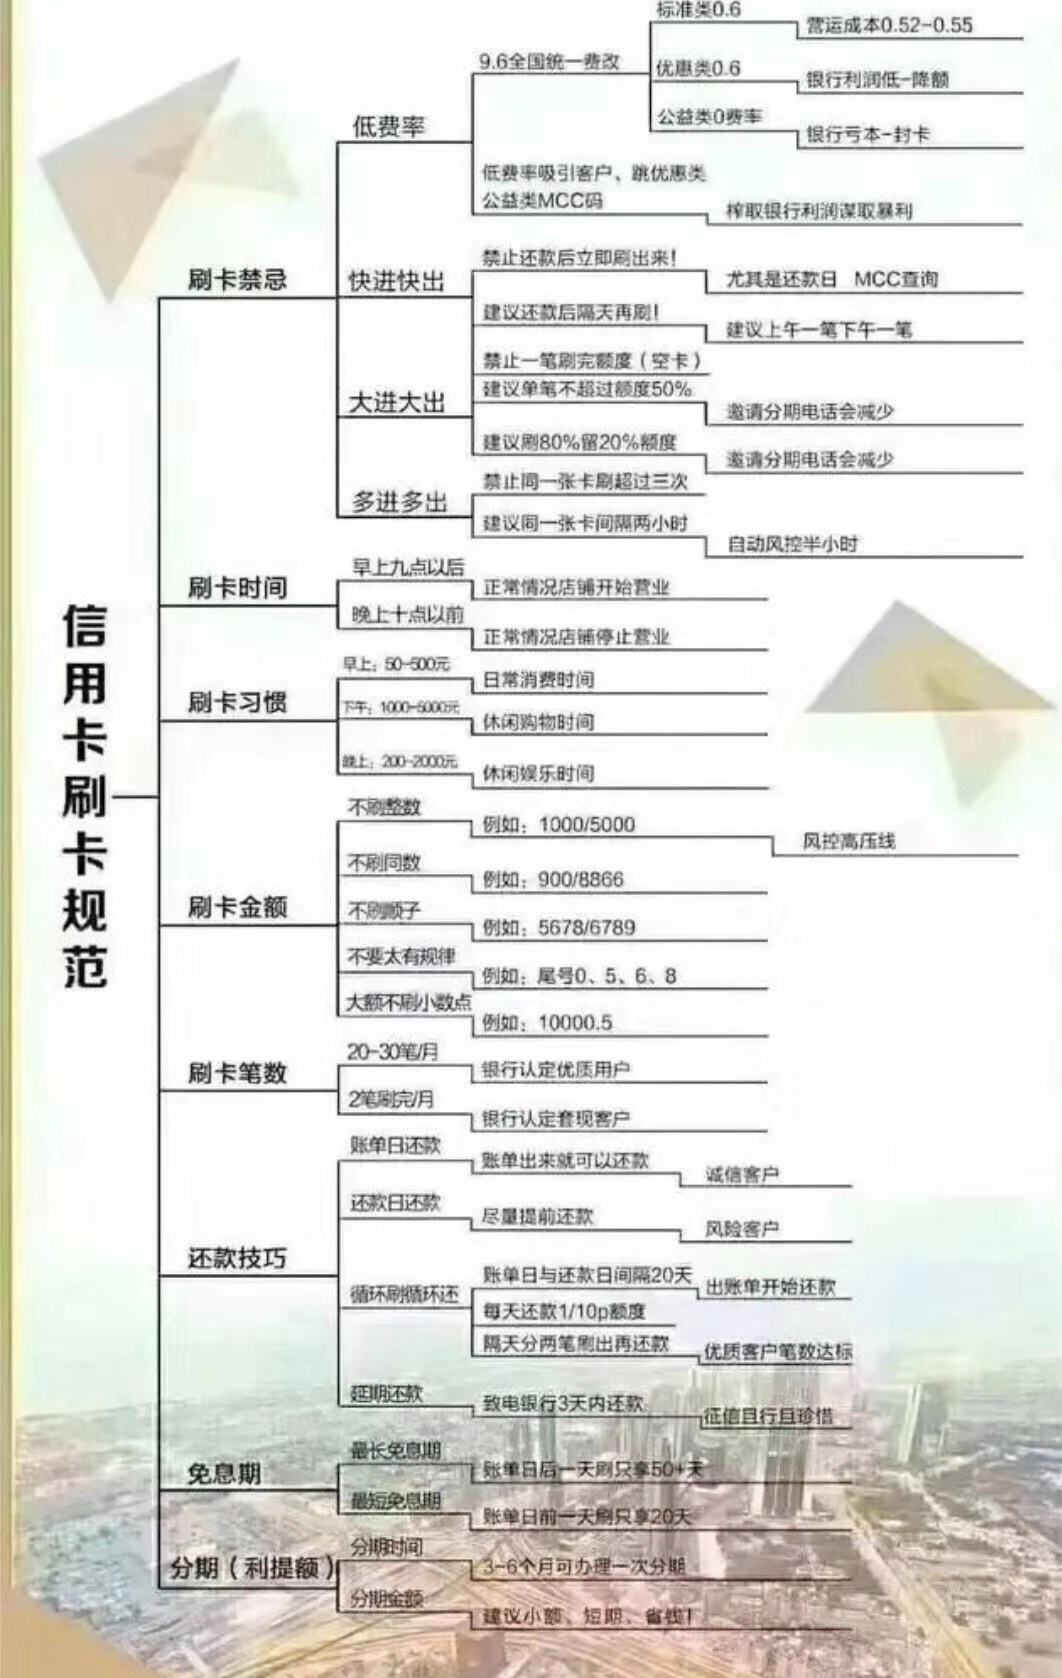 信用卡刷卡规范
刷卡禁忌
低费率
9.6全国统一费改
标准类0.6
营运成本0.52-0.55
优惠类0.6
银行利润低-降额
公益类0费率
银行亏本-封卡
低费率吸引客户、跳优惠类
公益类MCC码
榨取银行利润谋取暴利
快进快出
禁止还款后立即刷出来！
尤其是还款日 MCC查询
建议还款后隔天再刷！
建议上午一笔下午一笔
大进大出
禁止一笔刷完额度（空卡）
建议单笔不超过额度50%
邀请分期电话会减少
建议刷80%留20%额度
邀请分期电话会减少
多进多出
禁止同一张卡刷超过三次
建议同一张卡间隔两小时
自动风控半小时
刷卡时间
早上九点以后
正常情况店铺开始营业
晚上十点以前
正常情况店铺停止营业
刷卡习惯
早上：50-500元
日常消费时间
下午：1000-5000元
休闲购物时间
晚上：200-2000元
休闲娱乐时间
刷卡金额
不刷整数
例如：1000/5000
风控高压线
不刷同数
例如：900/8866
不刷顺子
例如：5678/6789
不要太有规律
例如：尾号0、5、6、8
大额不刷小数点
例如：10000.5
刷卡笔数
20-30笔/月
银行认定优质用户
2笔刷完/月
银行认定套现客户
还款技巧
账单日还款
账单出来就可以还款
诚信客户
还款日还款
尽量提前还款
风险客户
循环刷循环还
账单日与还款日间隔20天
出账单开始还款
每天还款1/10p额度
隔天分两笔刷出再还款
优质客户笔数达标
延期还款
致电银行3天内还款
征信且行且珍惜
免息期
最长免息期
账单日后一天刷只享50+天
最短免息期
账单日前一天刷只享20天
分期（利提额）
分期时间
3-6个月可办理一次分期
分期金额
建议小额、短期、省钱！